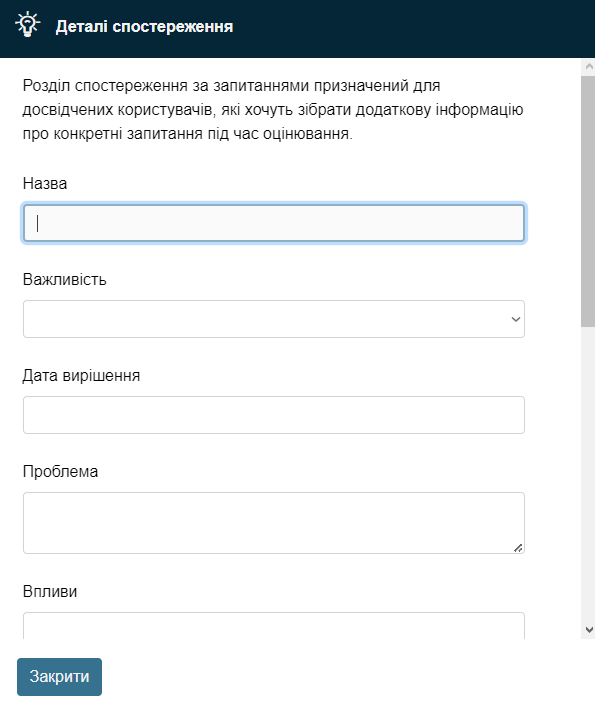 Деталі спостереження
Розділ спостереження за запитаннями призначений для
досвідчених користувачів, які хочуть зібрати додаткову інформацію
про конкретні запитання під час оцінювання.
Назва
Важливість
Дата вирішення
Проблема
Впливи
Закрити